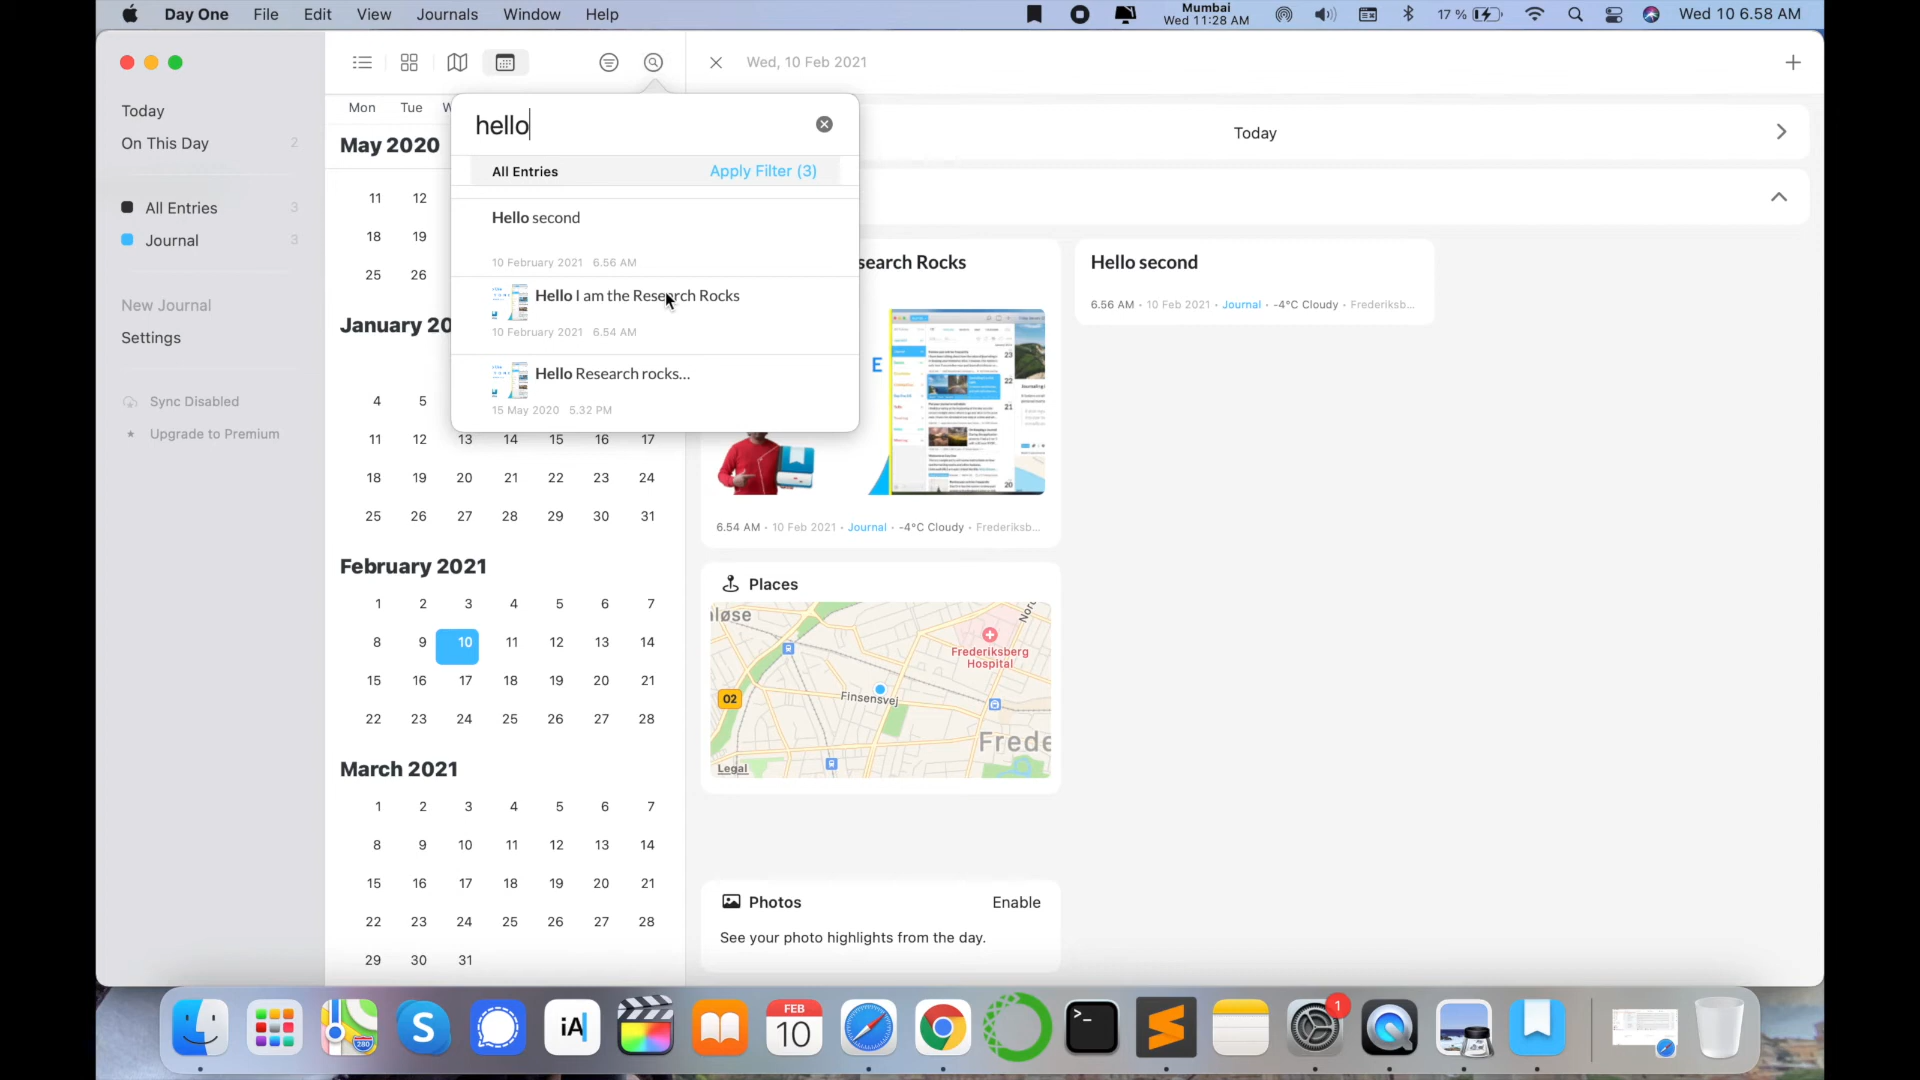 Day One File Edit View Journals Window Help
Mumbai
Wed 11:28 AM
17 %
Wed 10 6.58 AM
Today
On This Day 2
All Entries 3
Journal 3
New Journal
Settings
Sync Disabled
Upgrade to Premium
Mon Tue W
May 2020
11 12
18 19
25 26
January 20
4 5
11 12 13 14 15 16 17
18 19 20 21 22 23 24
25 26 27 28 29 30 31
February 2021
1 2 3 4 5 6 7
8 9 10 11 12 13 14
15 16 17 18 19 20 21
22 23 24 25 26 27 28
March 2021
1 2 3 4 5 6 7
8 9 10 11 12 13 14
15 16 17 18 19 20 21
22 23 24 25 26 27 28
29 30 31
hello
All Entries Apply Filter (3)
Hello second
10 February 2021 6.56 AM
Hello I am the Research Rocks
10 February 2021 6.54 AM
Hello Research rocks...
15 May 2020 5.32 PM
Wed, 10 Feb 2021
Today
search Rocks
E
23
22
21
20
6.54 AM · 10 Feb 2021 · Journal · -4°C Cloudy · Frederiksb...
Hello second
6.56 AM · 10 Feb 2021 · Journal · -4°C Cloudy · Frederiksb...
Places
nløse
Nord
Frederiksberg
Hospital
O2
Finsensvej
Frede
Legal
Photos Enable
See your photo highlights from the day.
280
S
iA
FEB
10
>_
1